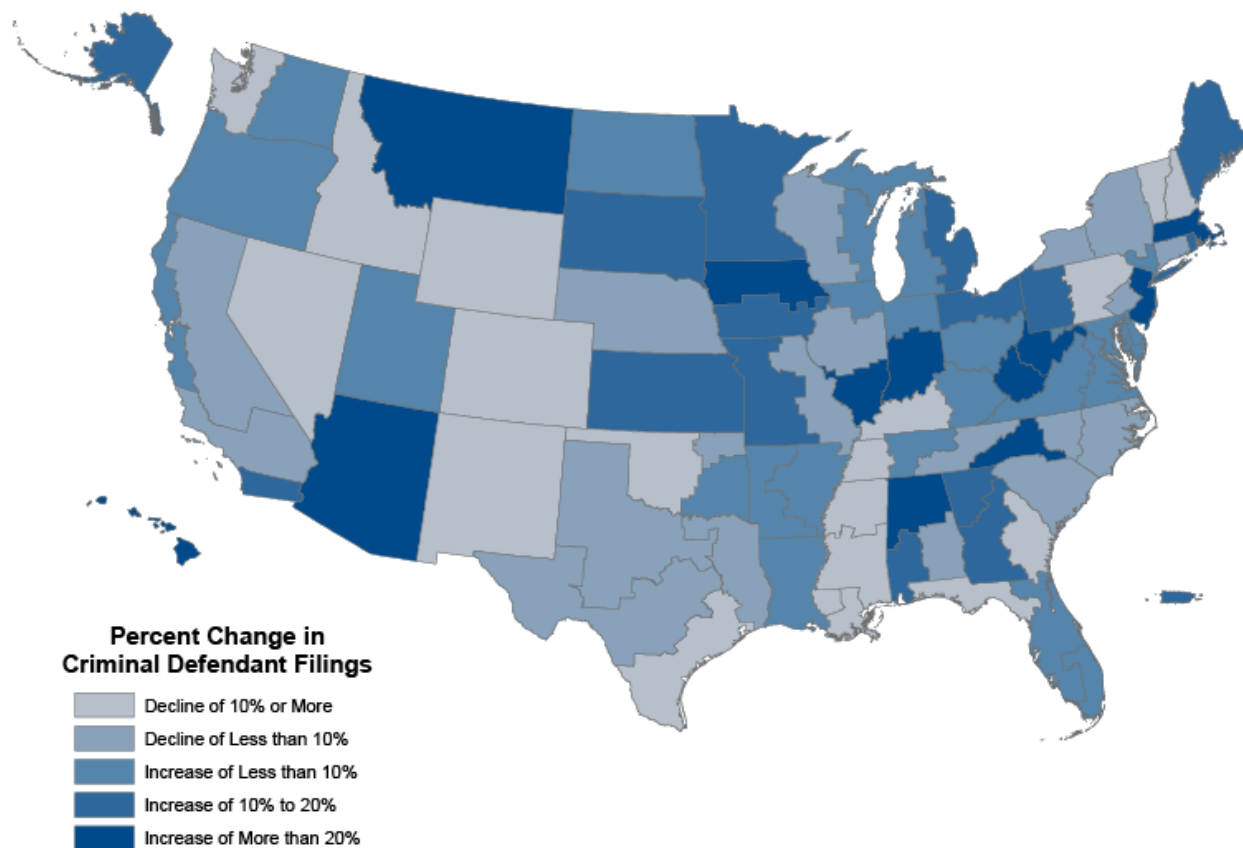 Percent Change in
Criminal Defendant Filings
Decline of 10% or More
Decline of Less than 10%
Increase of Less than 10%
Increase of 10% to 20%
Increase of More than 20%